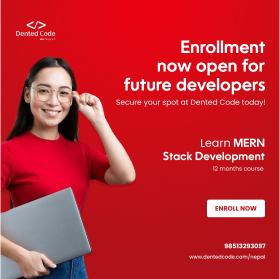 </>
Dented Code
Enrollment
now open for
future developers
Secure your spot at Dented Code today!
Learn MERN
Stack Development
12 months course
ENROLL NOW
98513293097
www.dentedcode.com/nepal